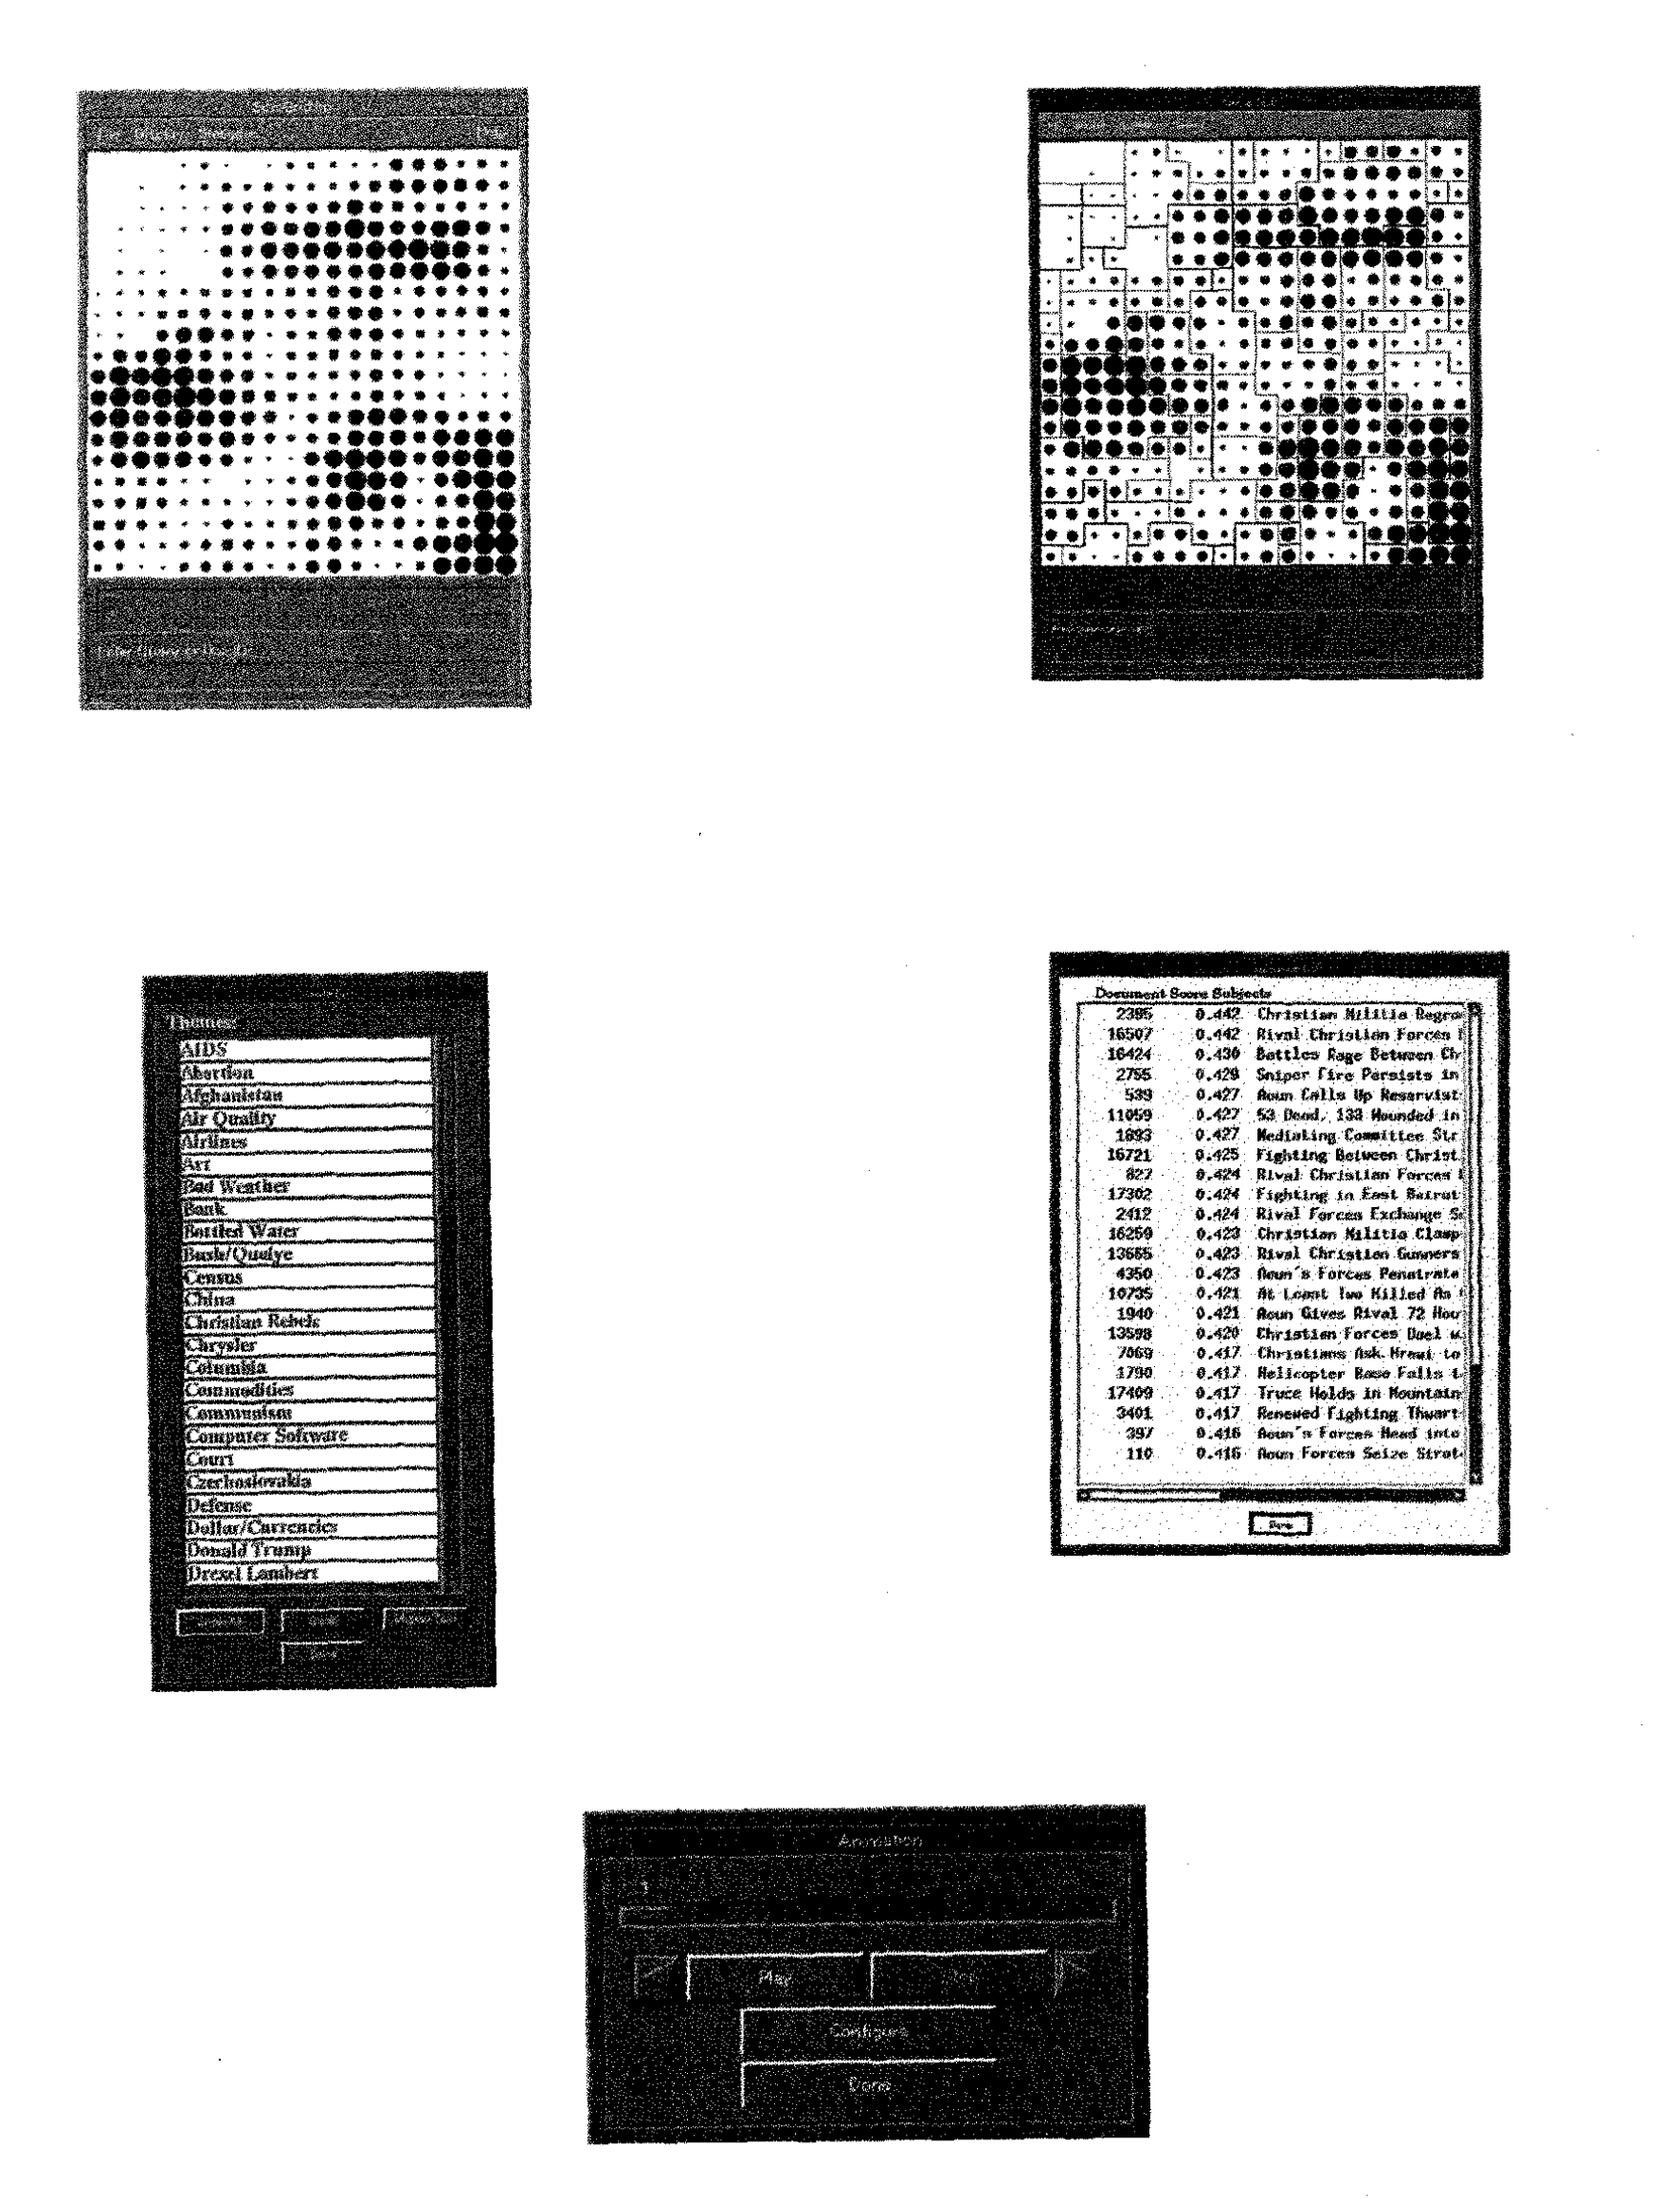 Help
Themes:
AIDS
Abortion
Afghanistan
Air Quality
Airlines
Art
Bad Weather
Bank
Bottled Water
Bush/Qualye
Census
China
Christian Rebels
Chrysler
Columbia
Commodities
Communism
Computer Software
Court
Czechoslovakia
Defense
Dollar/Currencies
Donald Trump
Drexel Lambert
Document Score Subjects
2385 0.442 Christian Militia Regro
16507 0.442 Rival Christian Forces
16424 0.430 Battles Rage Between Ch
2755 0.429 Sniper Fire Persists in
539 0.427 Aoun Calls Up Reservist
11059 0.427 53 Dead, 133 Wounded in
1893 0.427 Mediating Committee Str
16721 0.425 Fighting Between Christ
827 0.424 Rival Christian Forces
17302 0.424 Fighting in East Beirut
2412 0.424 Rival Forces Exchange S
16259 0.423 Christian Militia Clamp
13665 0.423 Rival Christian Gunners
4350 0.423 Aoun's Forces Penetrate
10735 0.421 At Least Two Killed As
1940 0.421 Aoun Gives Rival 72 Hou
13598 0.420 Christian Forces Duel w
7069 0.417 Christians Ask Hrawi to
1790 0.417 Helicopter Base Falls t
17409 0.417 Truce Holds in Mountain
3401 0.417 Renewed Fighting Thwart
397 0.416 Aoun's Forces Head into
110 0.416 Aoun Forces Seize Strat
Done
Animation
1
Play
Configure
Done